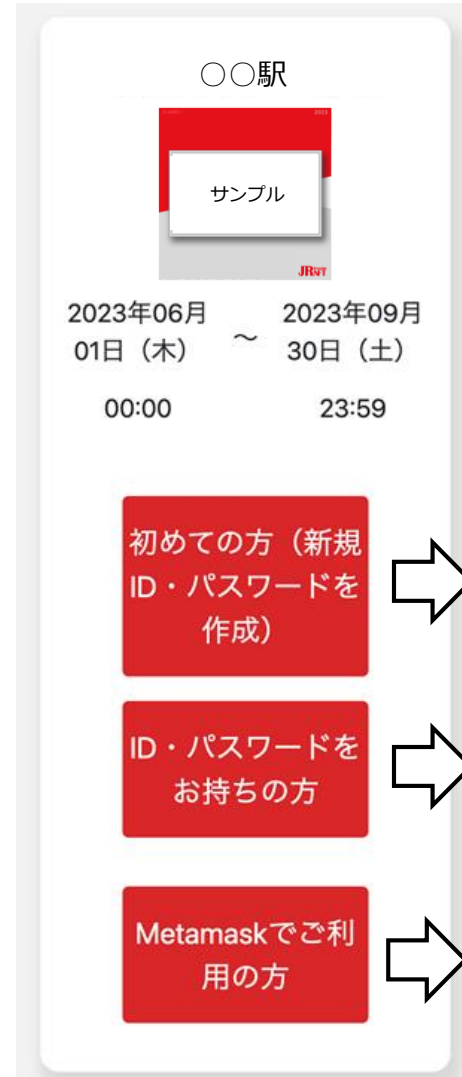 ○○駅
2023
サンプル
2023年06月
01日（木）
～
2023年09月
30日（土）
00:00
23:59
初めての方（新規
ID・パスワードを
作成）
ID・パスワードを
お持ちの方
Metamaskでご利
用の方